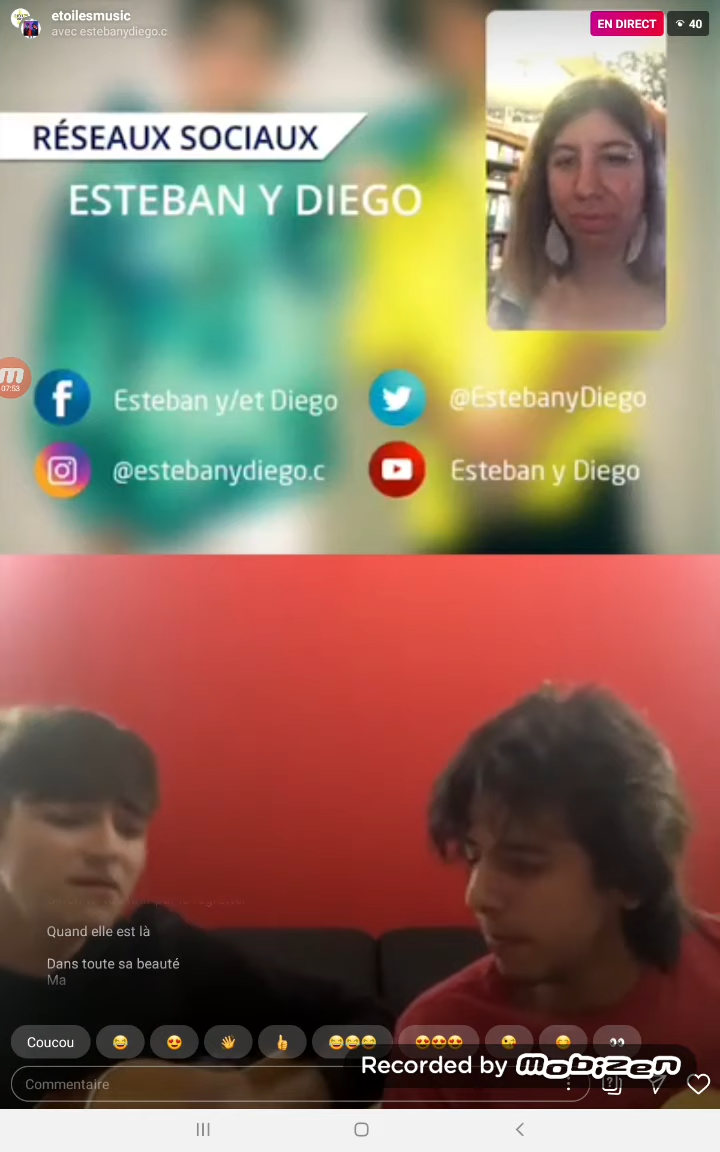 etoilesmusic
avec estebanydiego.c
EN DIRECT
40
RÉSEAUX SOCIAUX
ESTEBAN Y DIEGO
07:53
Esteban y/et Diego
@EstebanyDiego
@estebanydiego.c
Esteban y Diego
Quand elle est là
Dans toute sa beauté
Ma
Coucou
Recorded by mobizen
Commentaire